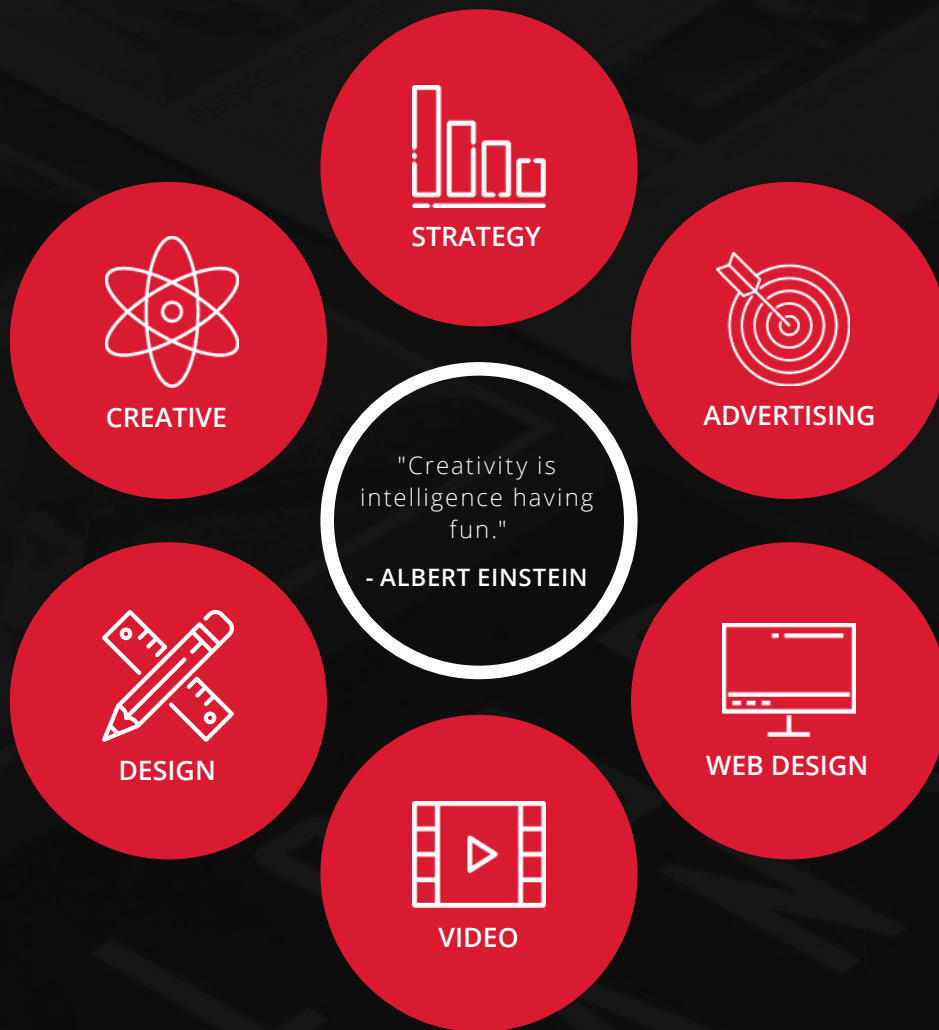 STRATEGY
CREATIVE
ADVERTISING
"Creativity is
intelligence having
fun."
- ALBERT EINSTEIN
DESIGN
WEB DESIGN
VIDEO